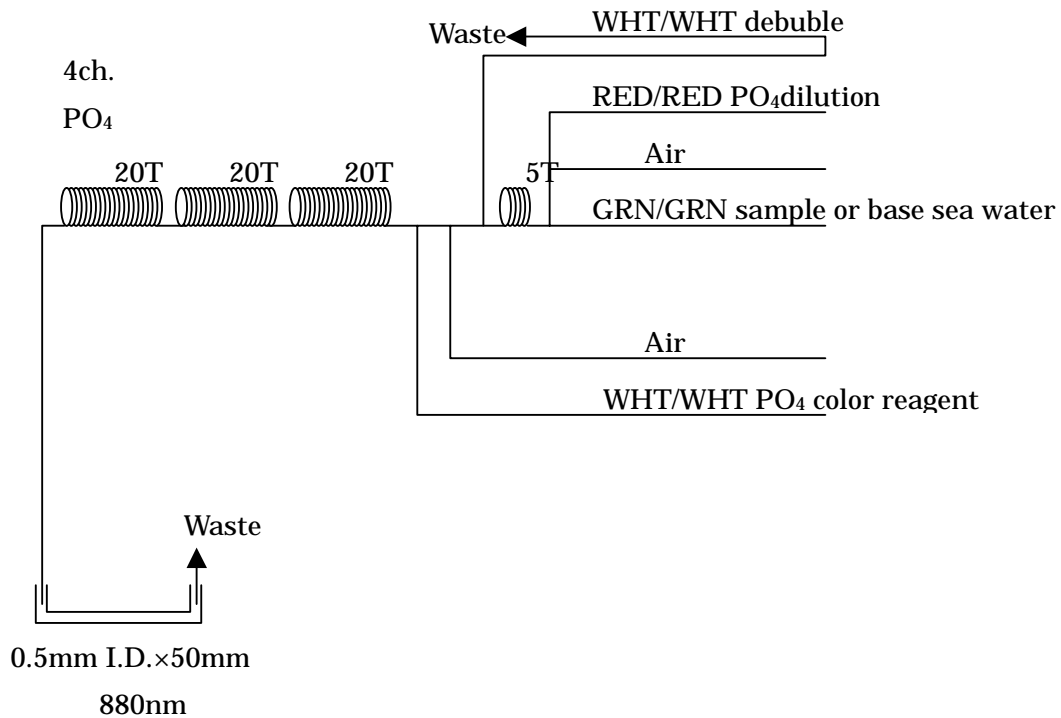 WHT/WHT debuble
Waste
4ch.
PO₄
RED/RED PO₄dilution
20T
20T
20T
5T
Air
GRN/GRN sample or base sea water
Air
WHT/WHT PO₄ color reagent
Waste
0.5mm I.D.×50mm
880nm